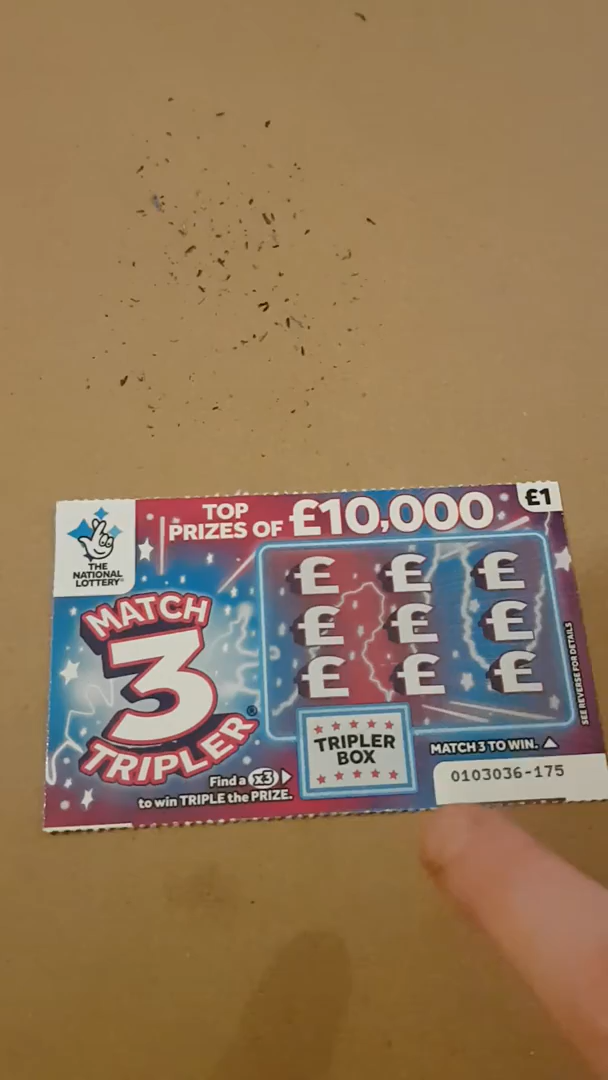 TOP
PRIZES OF £10,000
£1
THE
NATIONAL
LOTTERY®
MATCH
3
TRIPLER®
£ £ £
£ £ £
£ £ £
SEE REVERSE FOR DETAILS
TRIPLER
BOX
MATCH 3 TO WIN.
Find a x3
to win TRIPLE the PRIZE.
0103036-175